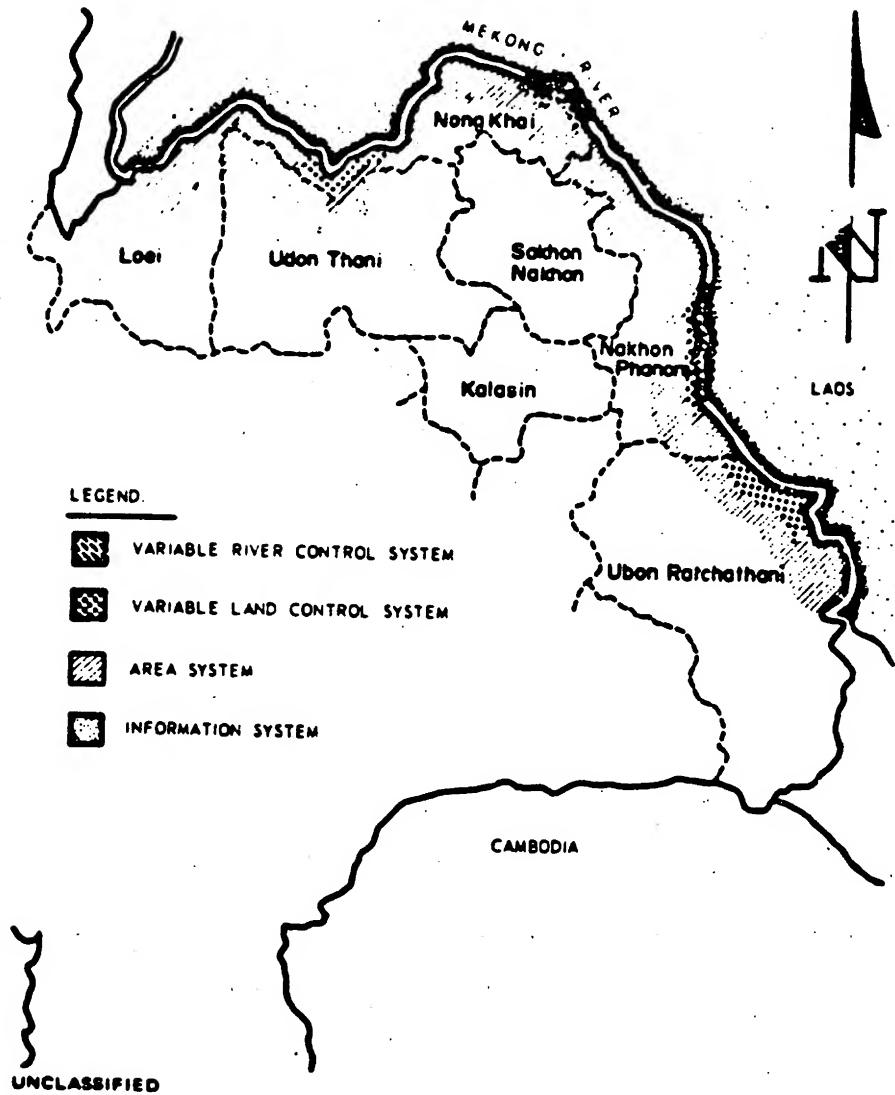 MEKONG RIVER
Nong Khai
Loei
Udon Thani
Sakhon
Nakhon
N
Nakhon
Phanom
Kalasin
LAOS
LEGEND.
VARIABLE RIVER CONTROL SYSTEM
VARIABLE LAND CONTROL SYSTEM
Ubon Ratchathani
AREA SYSTEM
INFORMATION SYSTEM
CAMBODIA
UNCLASSIFIED